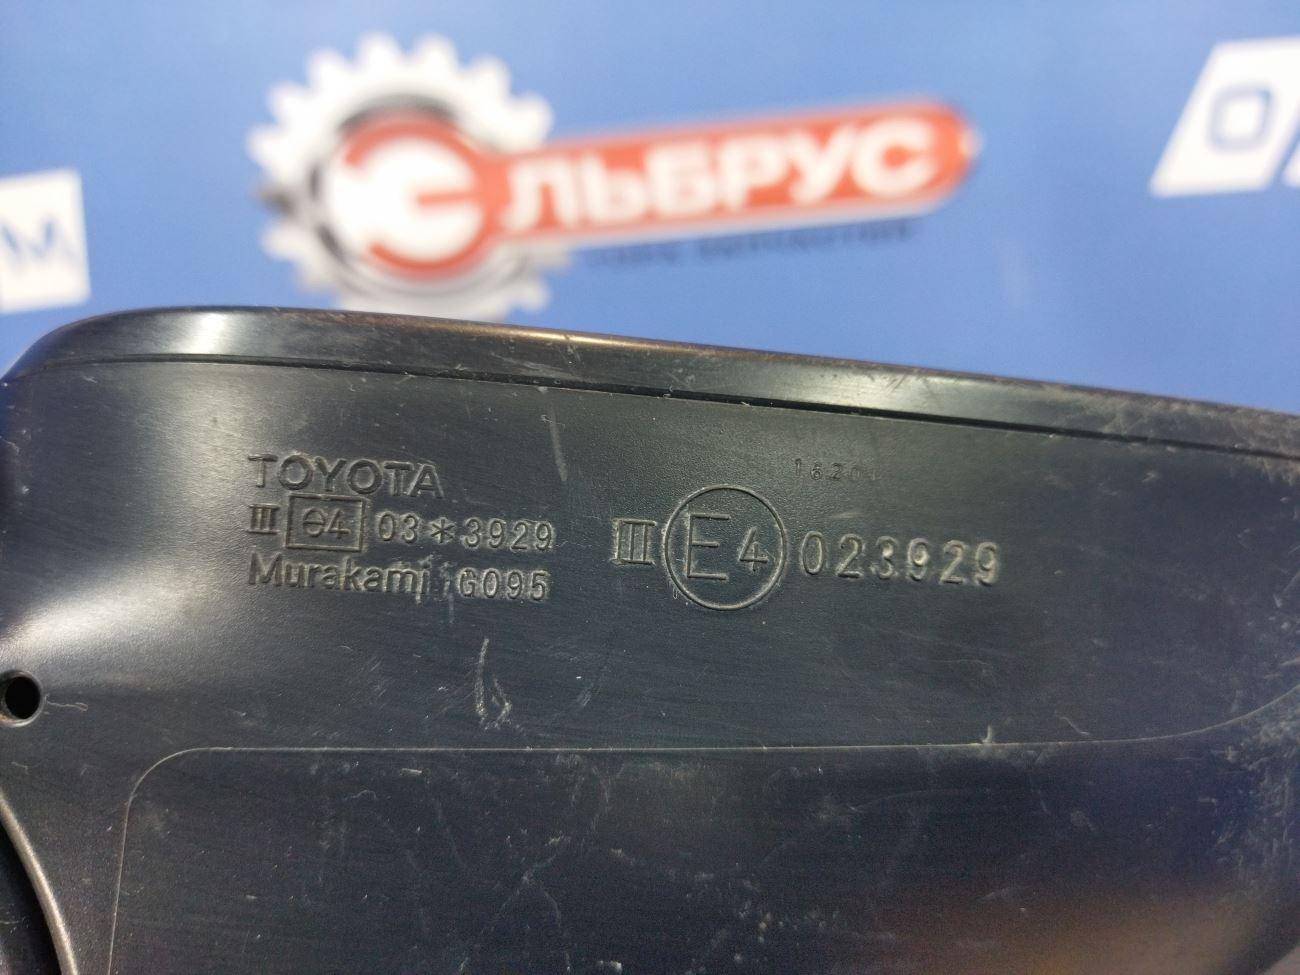 ЭЛЬБРУС
М
TOYOTA
III e4 03*3929
Murakami G095
III E4 023929